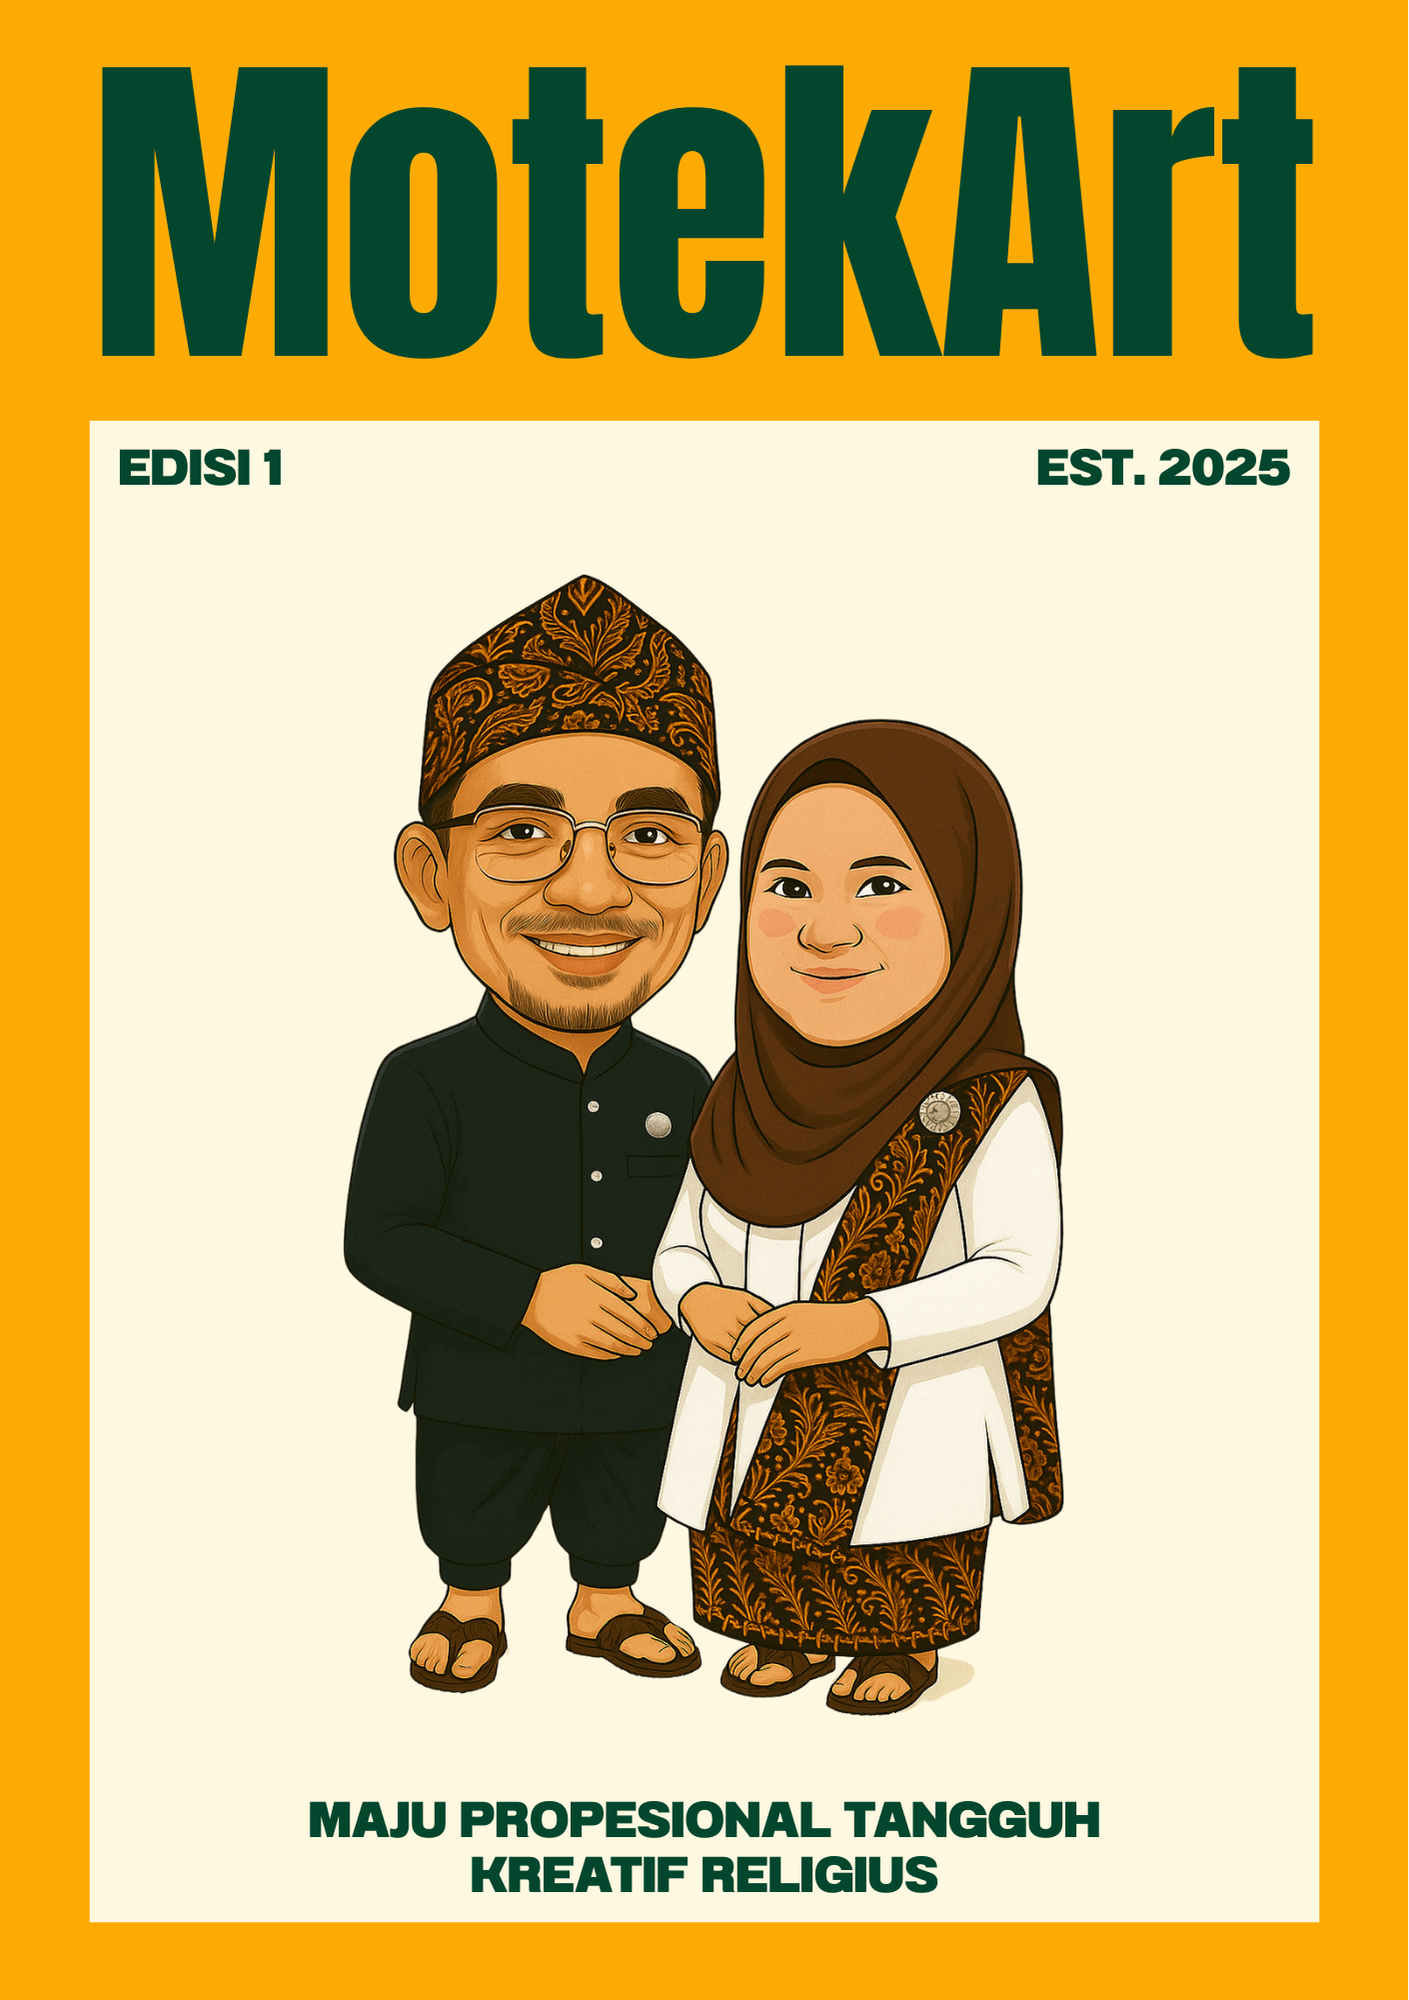 MotekArt
EDISI 1
EST. 2025
MAJU PROPESIONAL TANGGUH
KREATIF RELIGIUS